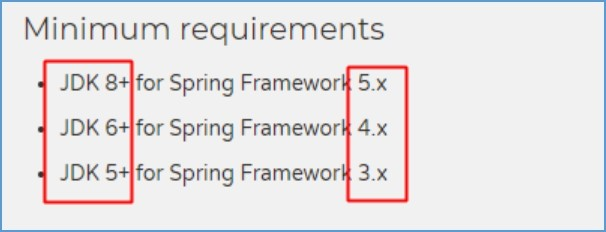 Minimum requirements
• JDK 8+ for Spring Framework 5.x
• JDK 6+ for Spring Framework 4.x
• JDK 5+ for Spring Framework 3.x